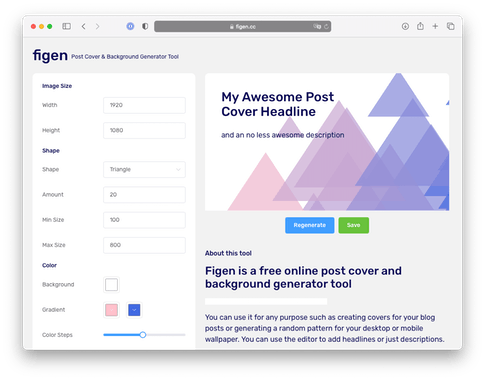 figen.cc
figen Post Cover & Background Generator Tool
Image Size
Width 1920
Height 1080
Shape
Shape Triangle
Amount 20
Min Size 100
Max Size 800
Color
Background
Gradient
Color Steps
My Awesome Post
Cover Headline
and an no less awesome description
Regenerate Save
About this tool
Figen is a free online post cover and
background generator tool
You can use it for any purpose such as creating covers for your blog
posts or generating a random pattern for your desktop or mobile
wallpaper. You can use the editor to add headlines or just descriptions.